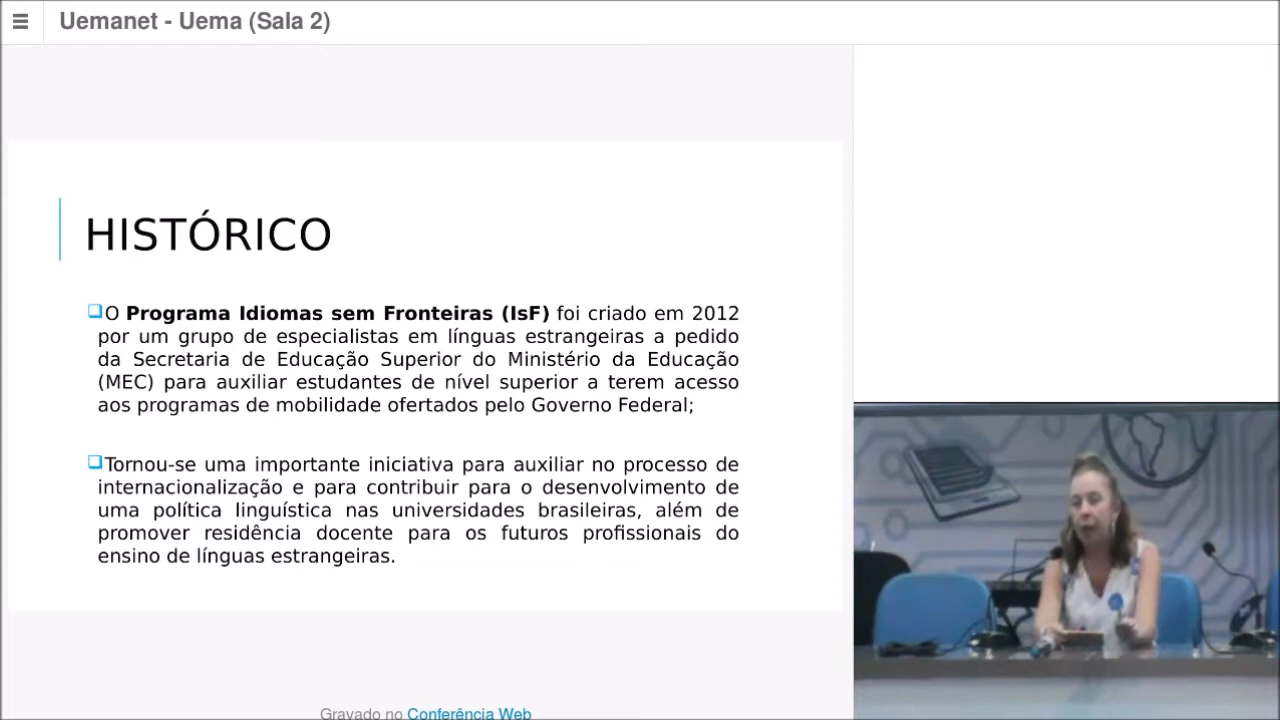 Uemanet - Uema (Sala 2)
HISTÓRICO
O Programa Idiomas sem Fronteiras (IsF) foi criado em 2012
por um grupo de especialistas em línguas estrangeiras a pedido
da Secretaria de Educação Superior do Ministério da Educação
(MEC) para auxiliar estudantes de nível superior a terem acesso
aos programas de mobilidade ofertados pelo Governo Federal;
Tornou-se uma importante iniciativa para auxiliar no processo de
internacionalização e para contribuir para o desenvolvimento de
uma política linguística nas universidades brasileiras, além de
promover residência docente para os futuros profissionais do
ensino de línguas estrangeiras.
Gravado no Conferência Web